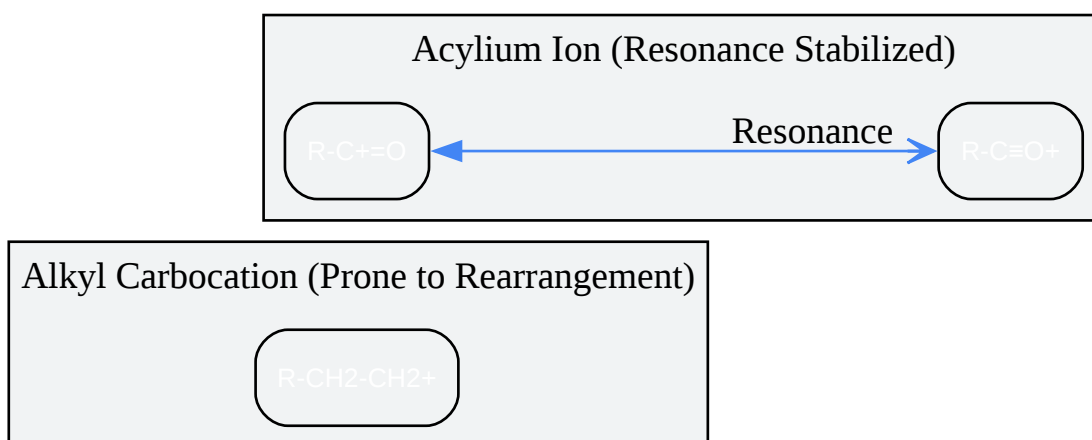 Acylium Ion (Resonance Stabilized)
R-C+=O
Resonance
R-C≡O+
Alkyl Carbocation (Prone to Rearrangement)
R-CH2-CH2+